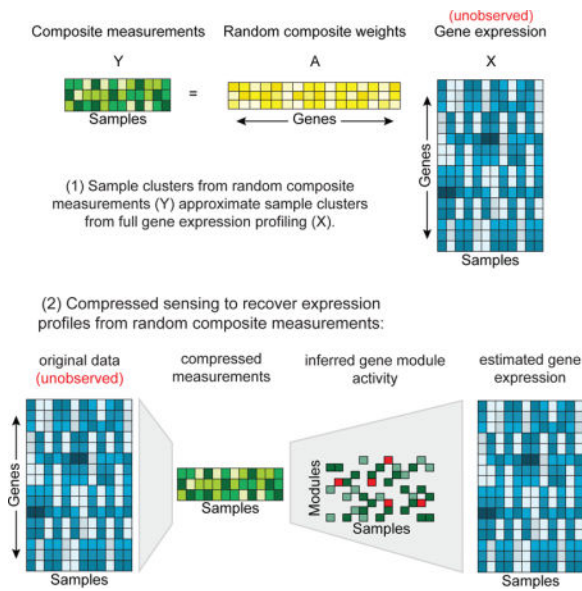 (unobserved)
Composite measurements
Random composite weights
Gene expression
Y
A
X
=
Samples
Genes
Genes
Samples
(1) Sample clusters from random composite
measurements (Y) approximate sample clusters
from full gene expression profiling (X).
(2) Compressed sensing to recover expression
profiles from random composite measurements:
original data
(unobserved)
compressed
measurements
inferred gene module
activity
estimated gene
expression
Genes
Samples
Samples
Modules
Samples
Samples